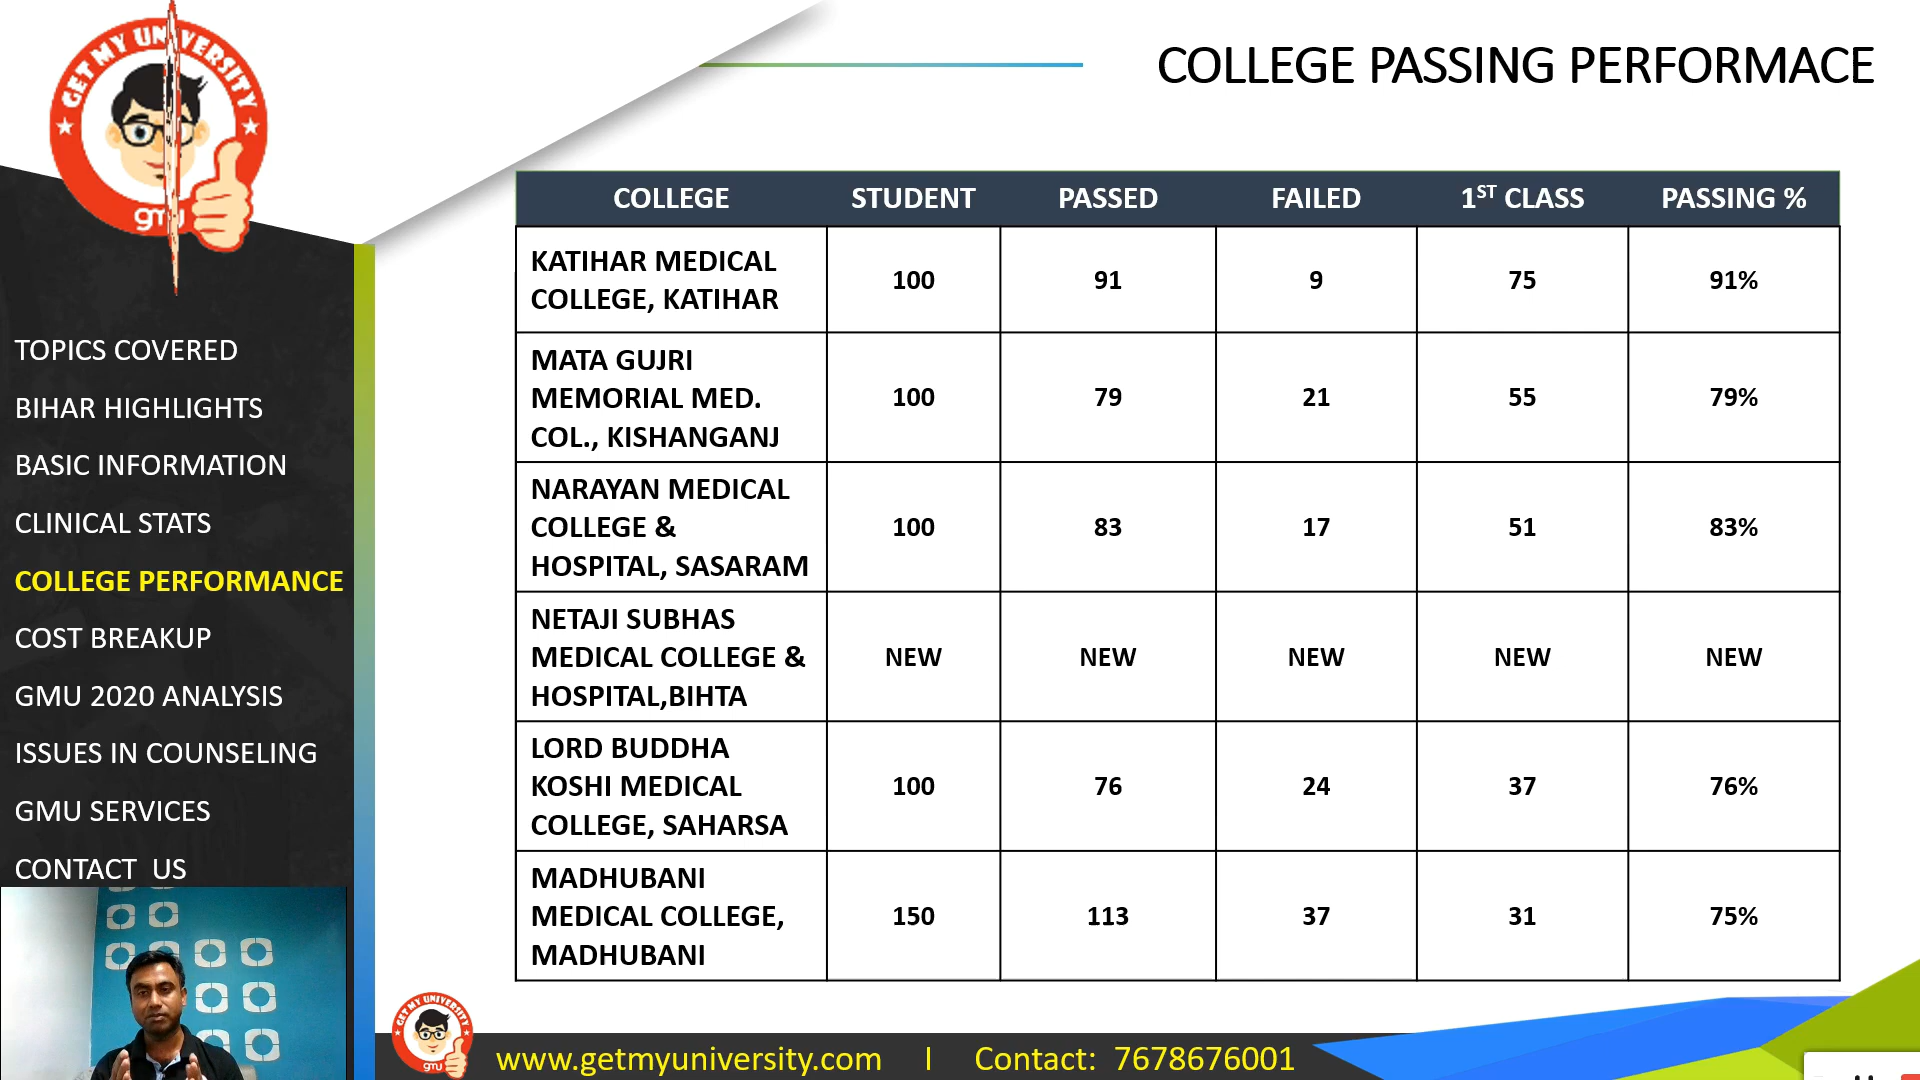 GET MY UNIVERSITY
gmu
COLLEGE PASSING PERFORMACE
TOPICS COVERED
BIHAR HIGHLIGHTS
BASIC INFORMATION
CLINICAL STATS
COLLEGE PERFORMANCE
COST BREAKUP
GMU 2020 ANALYSIS
ISSUES IN COUNSELING
GMU SERVICES
CONTACT US
COLLEGE STUDENT PASSED FAILED 1ST CLASS PASSING %
KATIHAR MEDICAL
COLLEGE, KATIHAR
100 91 9 75 91%
MATA GUJRI
MEMORIAL MED.
COL., KISHANGANJ
100 79 21 55 79%
NARAYAN MEDICAL
COLLEGE &
HOSPITAL, SASARAM
100 83 17 51 83%
NETAJI SUBHAS
MEDICAL COLLEGE &
HOSPITAL,BIHTA
NEW NEW NEW NEW NEW
LORD BUDDHA
KOSHI MEDICAL
COLLEGE, SAHARSA
100 76 24 37 76%
MADHUBANI
MEDICAL COLLEGE,
MADHUBANI
150 113 37 31 75%
GET MY UNIVERSITY
gmu
www.getmyuniversity.com I Contact: 7678676001